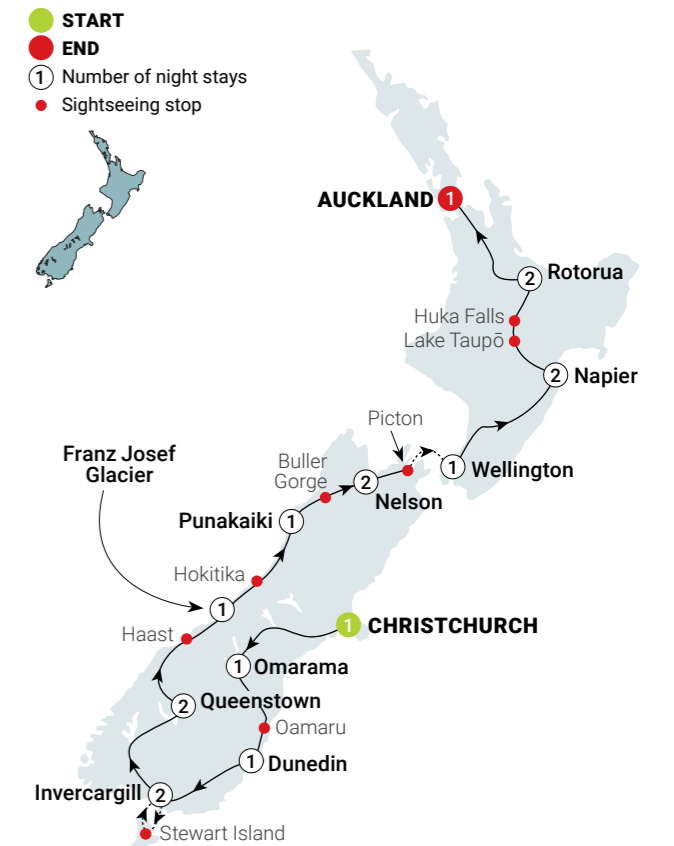 START
END
1 Number of night stays
Sightseeing stop
AUCKLAND 1
2 Rotorua
Huka Falls
Lake Taupō
2 Napier
Picton
1 Wellington
Franz Josef
Glacier
Buller
Gorge
2
Nelson
Punakaiki 1
Hokitika
1
Haast
1 CHRISTCHURCH
1 Omarama
2 Queenstown
Oamaru
1 Dunedin
Invercargill 2
Stewart Island